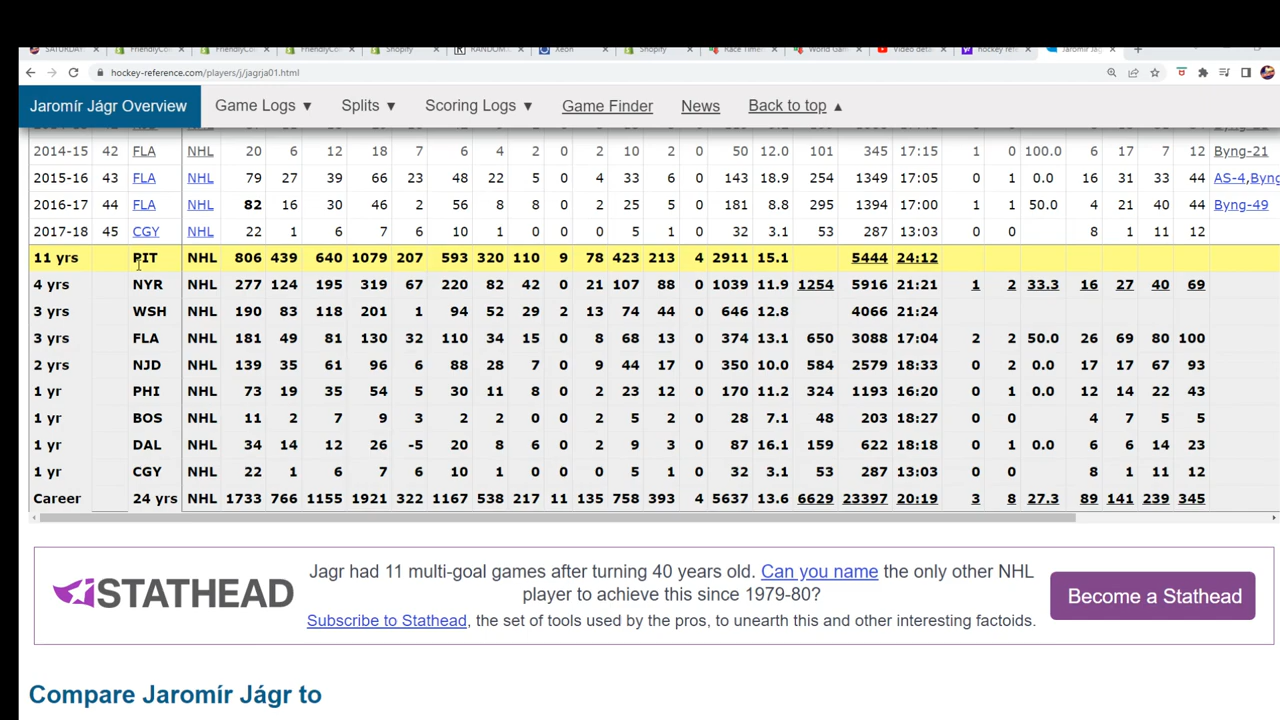 SATURDAY FriendlyCo FriendlyCo FriendlyCo Shopify RANDOM. Xeon Shopify Race Time World Ga Video detai hockey re Jaromír Jág
hockey-reference.com/players/j/jagrja01.html
Jaromír Jágr Overview Game Logs ▼ Splits ▼ Scoring Logs ▼ Game Finder News Back to top ▲
2014-15 42 FLA NHL 20 6 12 18 7 6 4 2 0 2 10 2 0 50 12.0 101 345 17:15 1 0 100.0 6 17 7 12 Byng-21
2015-16 43 FLA NHL 79 27 39 66 23 48 22 5 0 4 33 6 0 143 18.9 254 1349 17:05 0 1 0.0 16 31 33 44 AS-4,Byng
2016-17 44 FLA NHL 82 16 30 46 2 56 8 8 0 2 25 5 0 181 8.8 295 1394 17:00 1 1 50.0 4 21 40 44 Byng-49
2017-18 45 CGY NHL 22 1 6 7 6 10 1 0 0 0 5 1 0 32 3.1 53 287 13:03 0 0 8 1 11 12
11 yrs PIT NHL 806 439 640 1079 207 593 320 110 9 78 423 213 4 2911 15.1 5444 24:12
4 yrs NYR NHL 277 124 195 319 67 220 82 42 0 21 107 88 0 1039 11.9 1254 5916 21:21 1 2 33.3 16 27 40 69
3 yrs WSH NHL 190 83 118 201 1 94 52 29 2 13 74 44 0 646 12.8 4066 21:24
3 yrs FLA NHL 181 49 81 130 32 110 34 15 0 8 68 13 0 374 13.1 650 3088 17:04 2 2 50.0 26 69 80 100
2 yrs NJD NHL 139 35 61 96 6 88 28 7 0 9 44 17 0 350 10.0 584 2579 18:33 0 2 0.0 17 17 67 93
1 yr PHI NHL 73 19 35 54 5 30 11 8 0 2 23 12 0 170 11.2 324 1193 16:20 0 1 0.0 12 14 22 43
1 yr BOS NHL 11 2 7 9 3 2 2 0 0 2 5 2 0 28 7.1 48 203 18:27 0 0 4 7 5 5
1 yr DAL NHL 34 14 12 26 -5 20 8 6 0 2 9 3 0 87 16.1 159 622 18:18 0 1 0.0 6 6 14 23
1 yr CGY NHL 22 1 6 7 6 10 1 0 0 0 5 1 0 32 3.1 53 287 13:03 0 0 8 1 11 12
Career 24 yrs NHL 1733 766 1155 1921 322 1167 538 217 11 135 758 393 4 5637 13.6 6629 23397 20:19 3 8 27.3 89 141 239 345
STATHEAD
Jagr had 11 multi-goal games after turning 40 years old. Can you name the only other NHL
player to achieve this since 1979-80?
Subscribe to Stathead, the set of tools used by the pros, to unearth this and other interesting factoids.
Become a Stathead
Compare Jaromír Jágr to